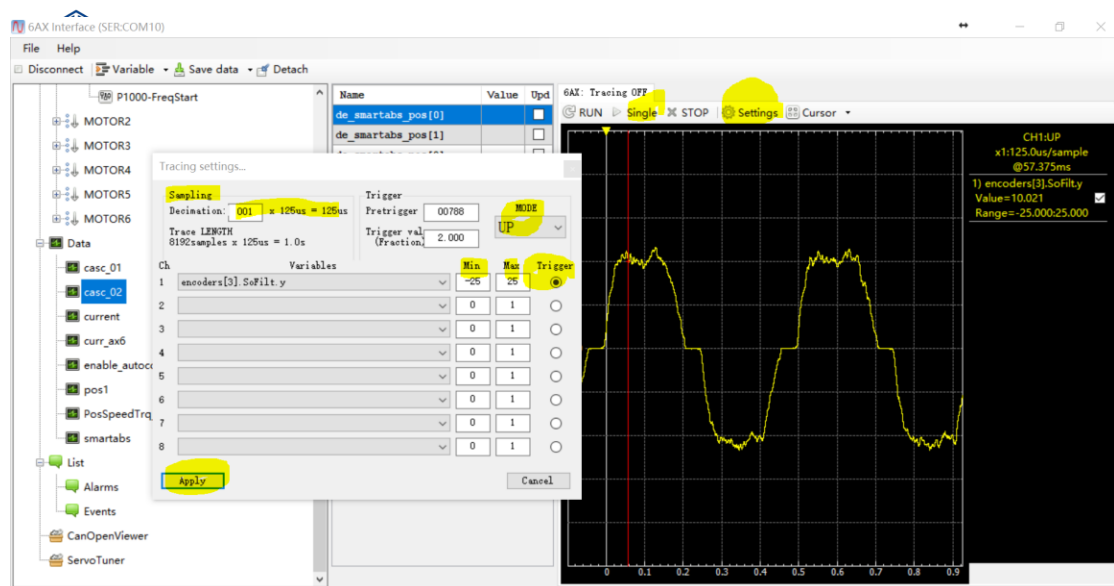 6AX Interface (SER:COM10)
File Help
Disconnect Variable Save data Detach
P1000-FreqStart
MOTOR2
MOTOR3
MOTOR4
MOTOR5
MOTOR6
Data
casc_01
casc_02
current
curr_ax6
enable_autoco
pos1
PosSpeedTrq
smartabs
List
Alarms
Events
CanOpenViewer
ServoTuner
Name Value Upd
de_smartabs_pos[0]
de_smartabs_pos[1]
Tracing settings...
Sampling
Decimation: 001 x 125us = 125us
Trace LENGTH
8192samples x 125us = 1.0s
Trigger
Pretrigger 00788
Trigger val
(Fraction) 2.000
MODE
UP
Ch Variables Min Max Trigger
1 encoders[3].SoFilt.y -25 25
2 0 1
3 0 1
4 0 1
5 0 1
6 0 1
7 0 1
8 0 1
Apply Cancel
6AX: Tracing OFF
RUN Single STOP Settings Cursor
CH1:UP
x1:125.0us/sample
@57.375ms
1) encoders[3].SoFilt.y
Value=10.021
Range=-25.000:25.000
0 0.1 0.2 0.3 0.4 0.5 0.6 0.7 0.8 0.9